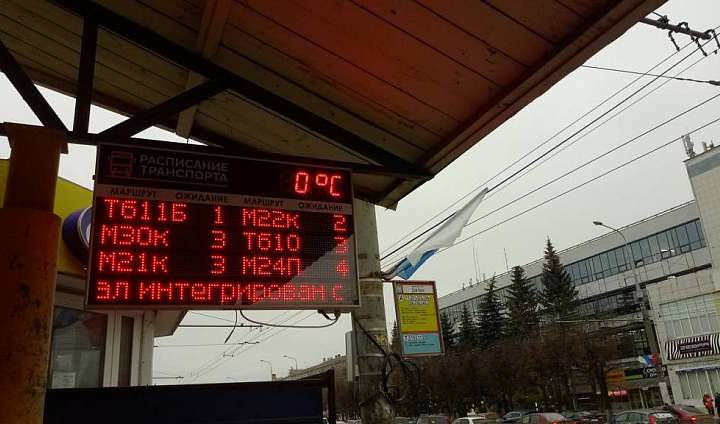 РАСПИСАНИЕ
ТРАНСПОРТА
0°C
МАРШРУТ ОЖИДАНИЕ МАРШРУТ ОЖИДАНИЕ
Т611Б 1 М22К 2
М30К 3 Т610 3
М21К 3 М24П 4
ЭЛ ИНТЕГРИРОВАН С